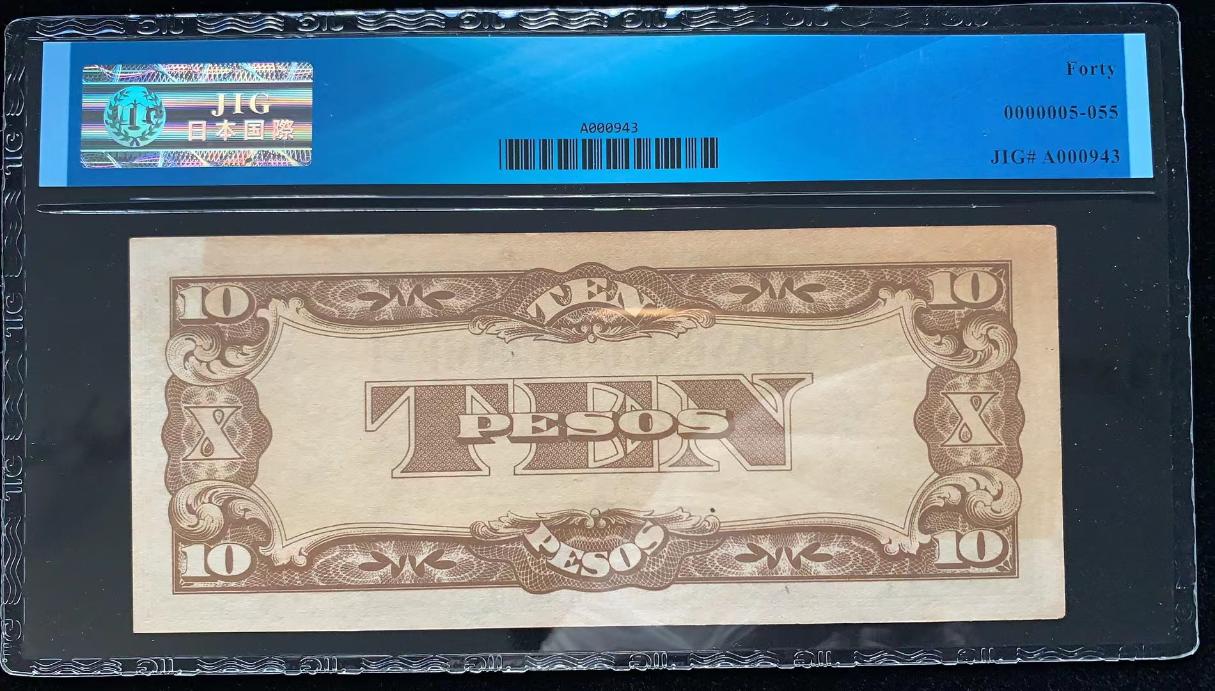 JIG
日本国際
A000943
Forty
0000005-055
JIG# A000943
10
TEN
10
X
TEN
PESOS
X
10
PESOS
10